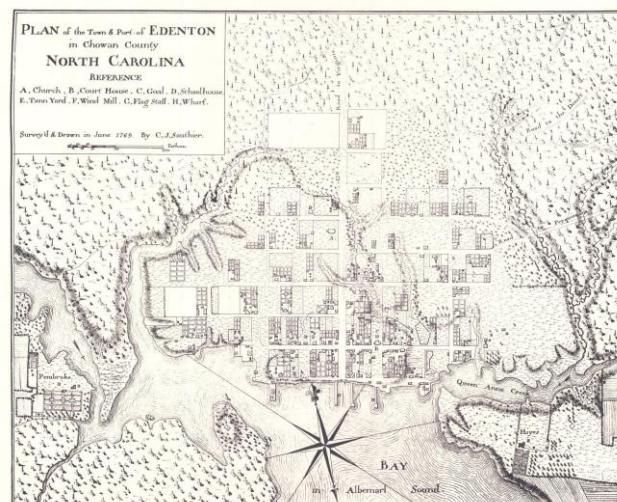 PLAN of the Town & Port of EDENTON
in Chowan County
NORTH CAROLINA
REFERENCE
A, Church, B, Court House, C, Goal, D, Schoolhouse,
E, Tann Yard, F, Wind Mill, G, Flag Staff, H, Wharf.
Survey'd & Drawn in June 1769. By C.J. Sauthier.
Pembroke
Queen Anns Creek
Hayes
BAY
in Albemarl Sound.